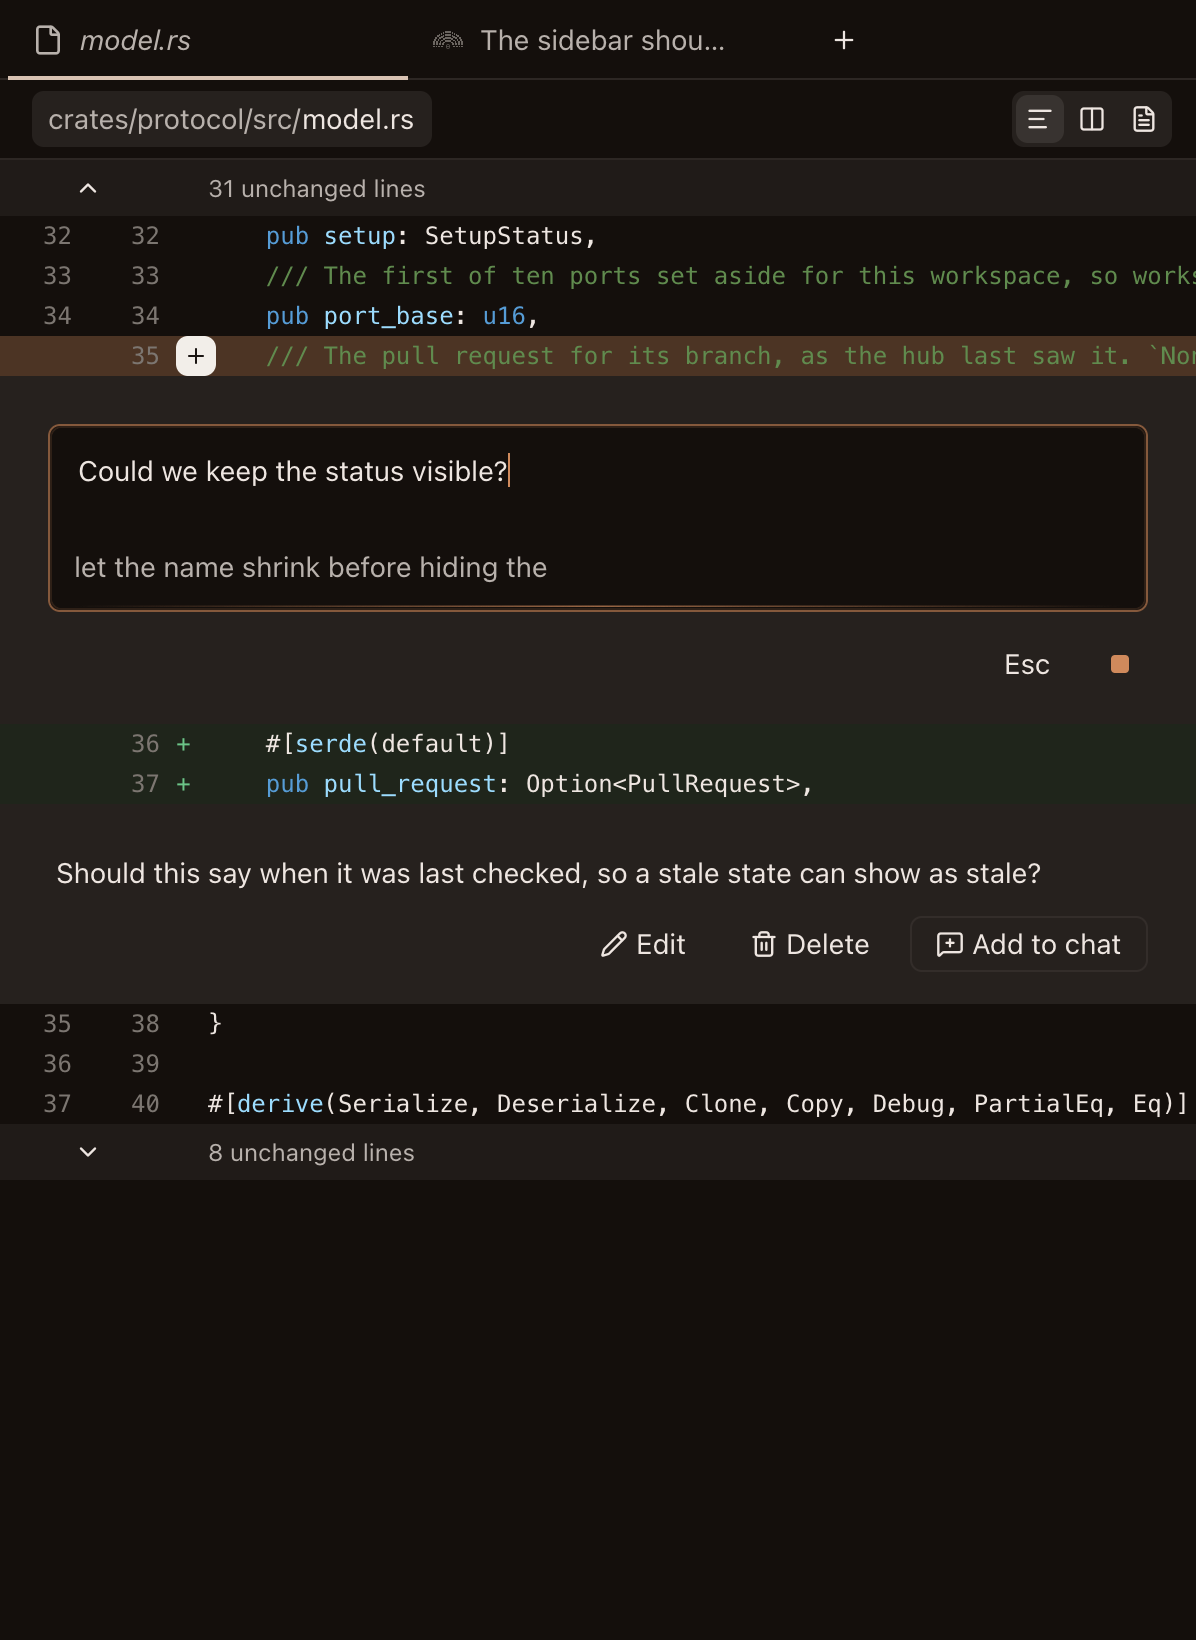 model.rs
The sidebar shou...
crates/protocol/src/model.rs
31 unchanged lines
32 32 pub setup: SetupStatus,
33 33 /// The first of ten ports set aside for this workspace, so works
34 34 pub port_base: u16,
35 + /// The pull request for its branch, as the hub last saw it. `Non
Could we keep the status visible?
let the name shrink before hiding the
Esc
36 + #[serde(default)]
37 + pub pull_request: Option<PullRequest>,
Should this say when it was last checked, so a stale state can show as stale?
Edit Delete Add to chat
35 38 }
36 39
37 40 #[derive(Serialize, Deserialize, Clone, Copy, Debug, PartialEq, Eq)]
8 unchanged lines